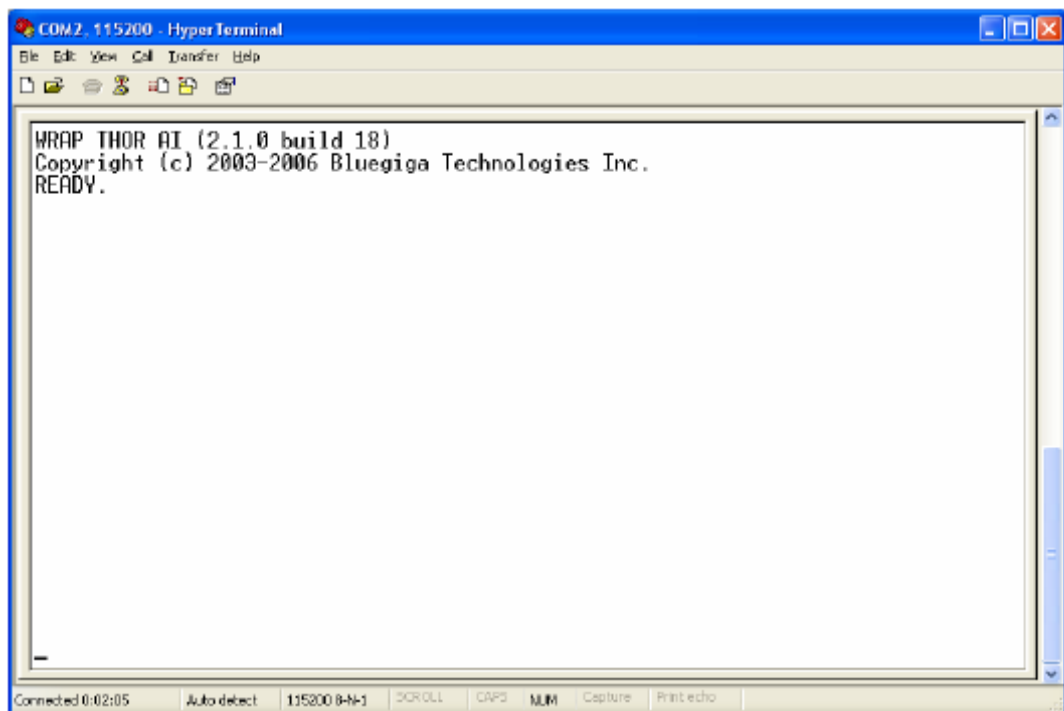 COM2, 115200 - HyperTerminal
File Edit View Call Transfer Help
WRAP THOR AI (2.1.0 build 18)
Copyright (c) 2003-2006 Bluegiga Technologies Inc.
READY.
Connected 0:02:05 Auto detect 115200 8-N-1 SCROLL CAPS NUM Capture Print echo